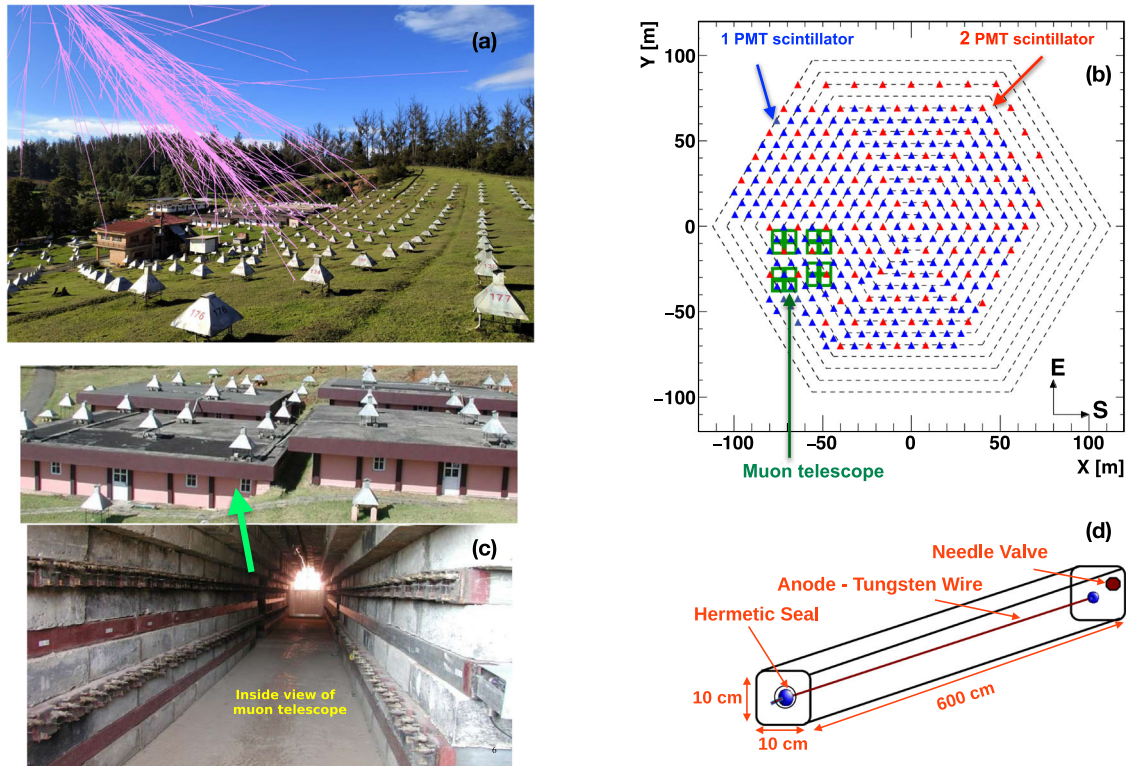 (a)
176
176
177
(c)
Inside view of
muon telescope
6
Y [m]
1 PMT scintillator
2 PMT scintillator
(b)
100
50
0
−50
−100
−100
−50
0
50
100
X [m]
E
S
Muon telescope
(d)
Needle Valve
Anode - Tungsten Wire
Hermetic Seal
10 cm
10 cm
600 cm